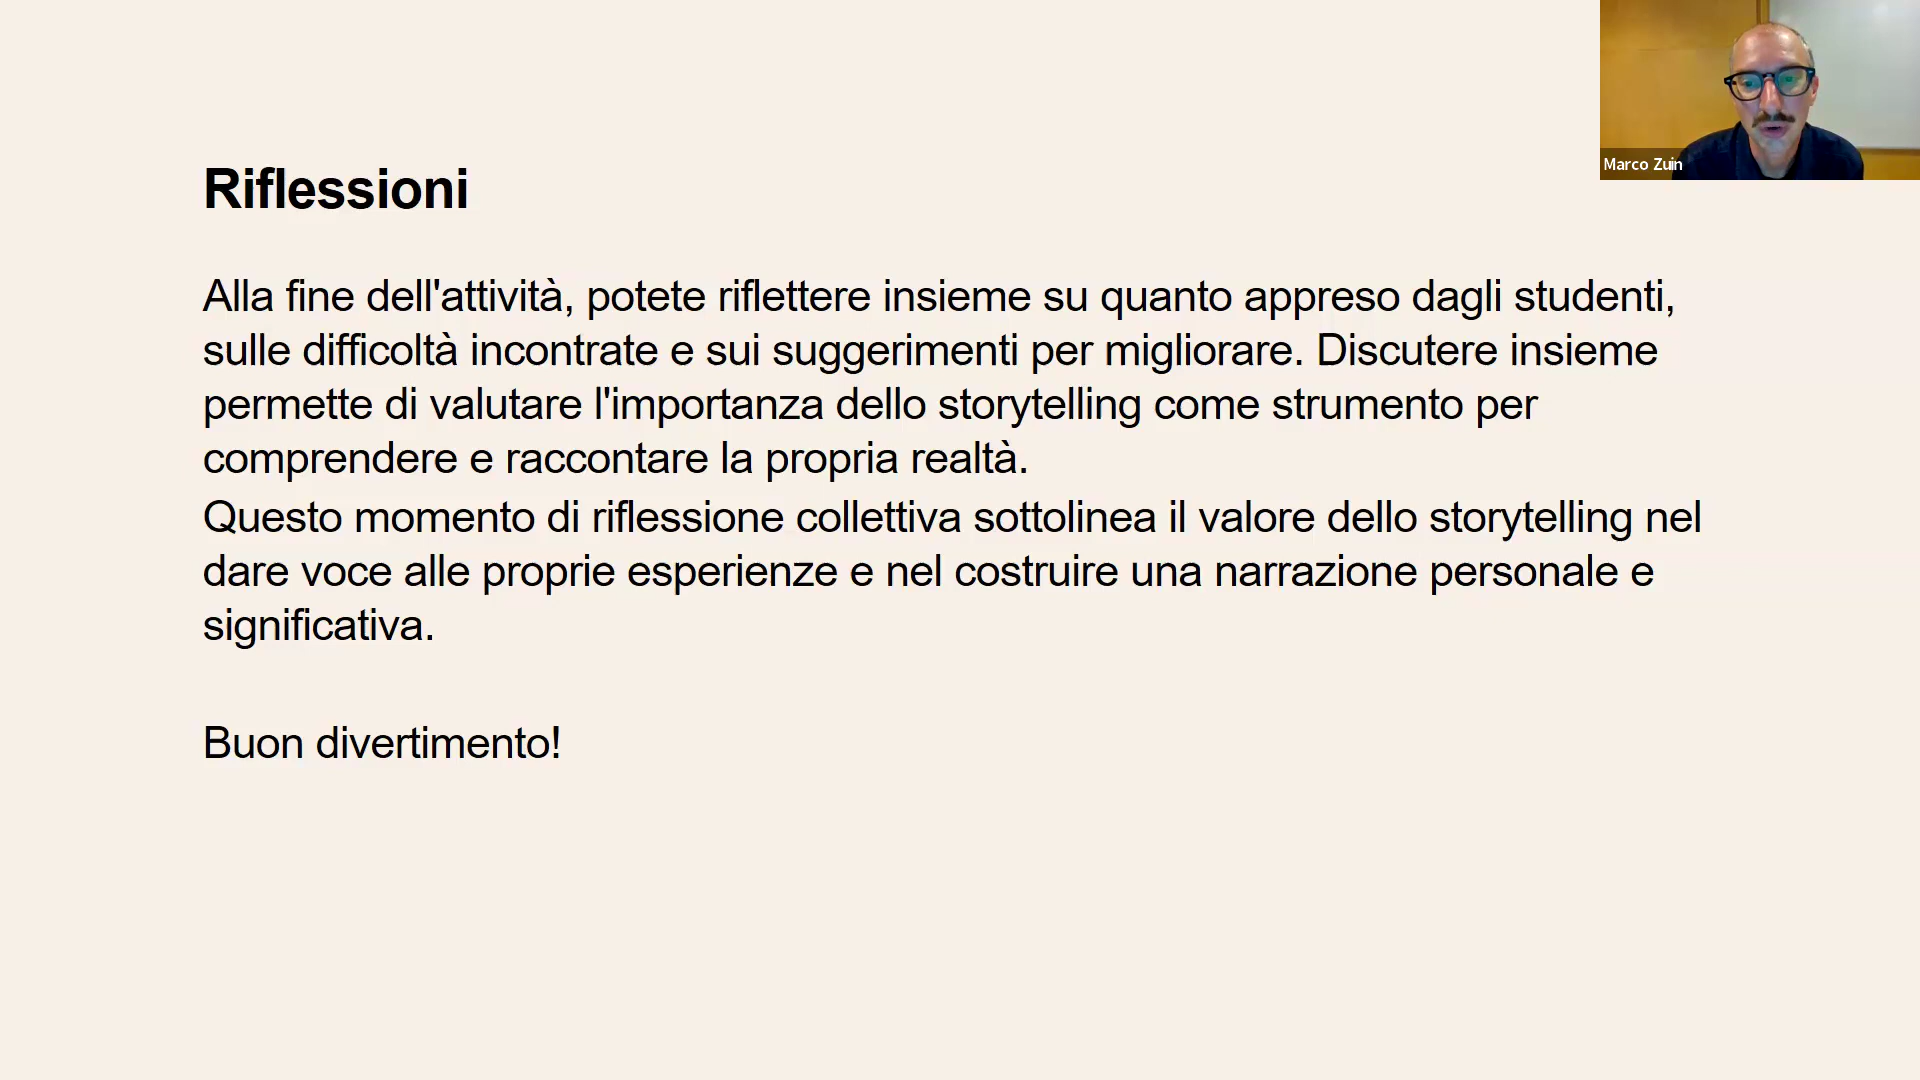 Marco Zuin
Riflessioni
Alla fine dell'attività, potete riflettere insieme su quanto appreso dagli studenti,
sulle difficoltà incontrate e sui suggerimenti per migliorare. Discutere insieme
permette di valutare l'importanza dello storytelling come strumento per
comprendere e raccontare la propria realtà.
Questo momento di riflessione collettiva sottolinea il valore dello storytelling nel
dare voce alle proprie esperienze e nel costruire una narrazione personale e
significativa.
Buon divertimento!